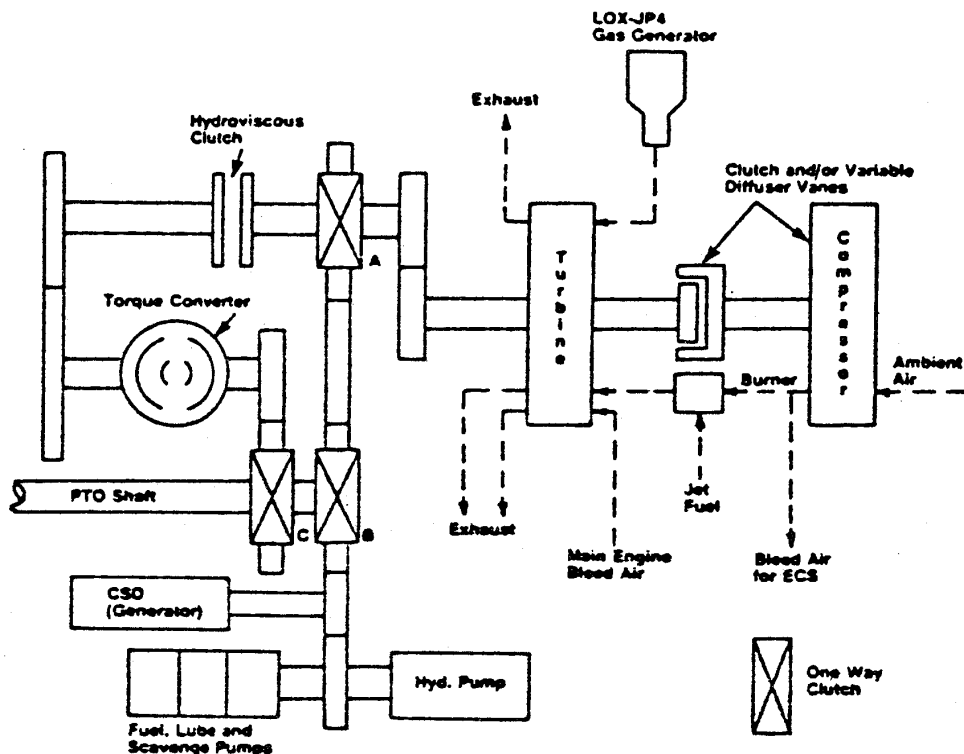 LOX-JP4
Gas Generator
Exhaust
Hydroviscous
Clutch
Clutch and/or Variable
Diffuser Vanes
A
Turbine
Compressor
Torque Converter
Burner
Ambient
Air
PTO Shaft
C
B
Exhaust
Jet
Fuel
Main Engine
Bleed Air
Bleed Air
for ECS
CSD
(Generator)
Hyd. Pump
One Way
Clutch
Fuel, Lube and
Scavenge Pumps